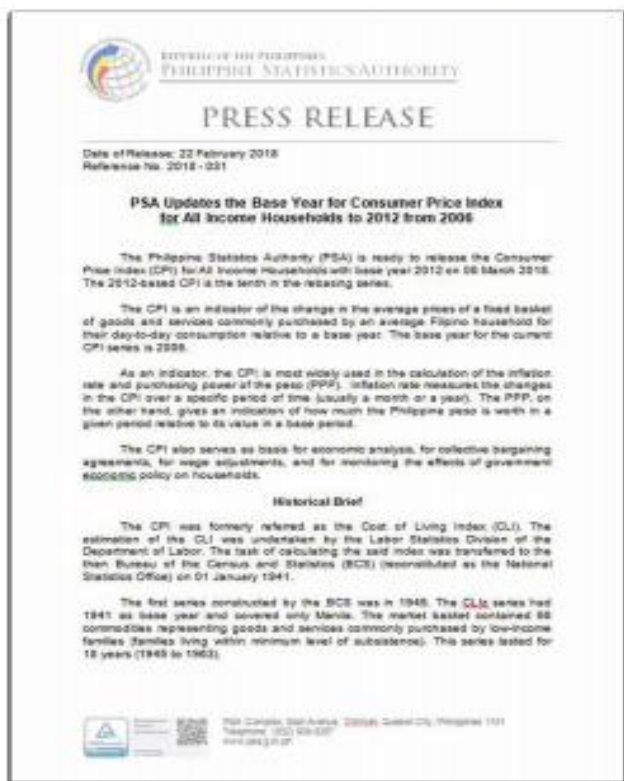 REPUBLIC OF THE PHILIPPINES
PHILIPPINE STATISTICS AUTHORITY
PRESS RELEASE
Date of Release: 22 February 2018
Reference No. 2018 - 031
PSA Updates the Base Year for Consumer Price Index
for All Income Households to 2012 from 2006
The Philippine Statistics Authority (PSA) is ready to release the Consumer
Price Index (CPI) for All Income Households with base year 2012 on 06 March 2018.
The 2012-based CPI is the tenth in the rebasing series.
The CPI is an indicator of the change in the average prices of a fixed basket
of goods and services commonly purchased by an average Filipino household for
their day-to-day consumption relative to a base year. The base year for the current
CPI series is 2006.
As an indicator, the CPI is most widely used in the calculation of the inflation
rate and purchasing power of the peso (PPP). Inflation rate measures the changes
in the CPI over a specific period of time (usually a month or a year). The PPP, on
the other hand, gives an indication of how much the Philippine peso is worth in a
given period relative to its value in a base period.
The CPI also serves as basis for economic analysis, for collective bargaining
agreements, for wage adjustments, and for monitoring the effects of government
economic policy on households.
Historical Brief
The CPI was formerly referred as the Cost of Living Index (CLI). The
estimation of the CLI was undertaken by the Labor Statistics Division of the
Department of Labor. The task of calculating the said index was transferred to the
then Bureau of the Census and Statistics (BCS) (reconstituted as the National
Statistics Office) on 01 January 1941.
The first series constructed by the BCS was in 1945. The CLIs series had
1941 as base year and covered only Manila. The market basket contained
commodities representing goods and services commonly purchased by low-income
families (families living within minimum level of subsistence). This series lasted for
18 years (1945 to 1963).
PSA Complex, East Avenue, Diliman, Quezon City, Philippines 1101
Telephone: (632)
www.psa.gov.ph